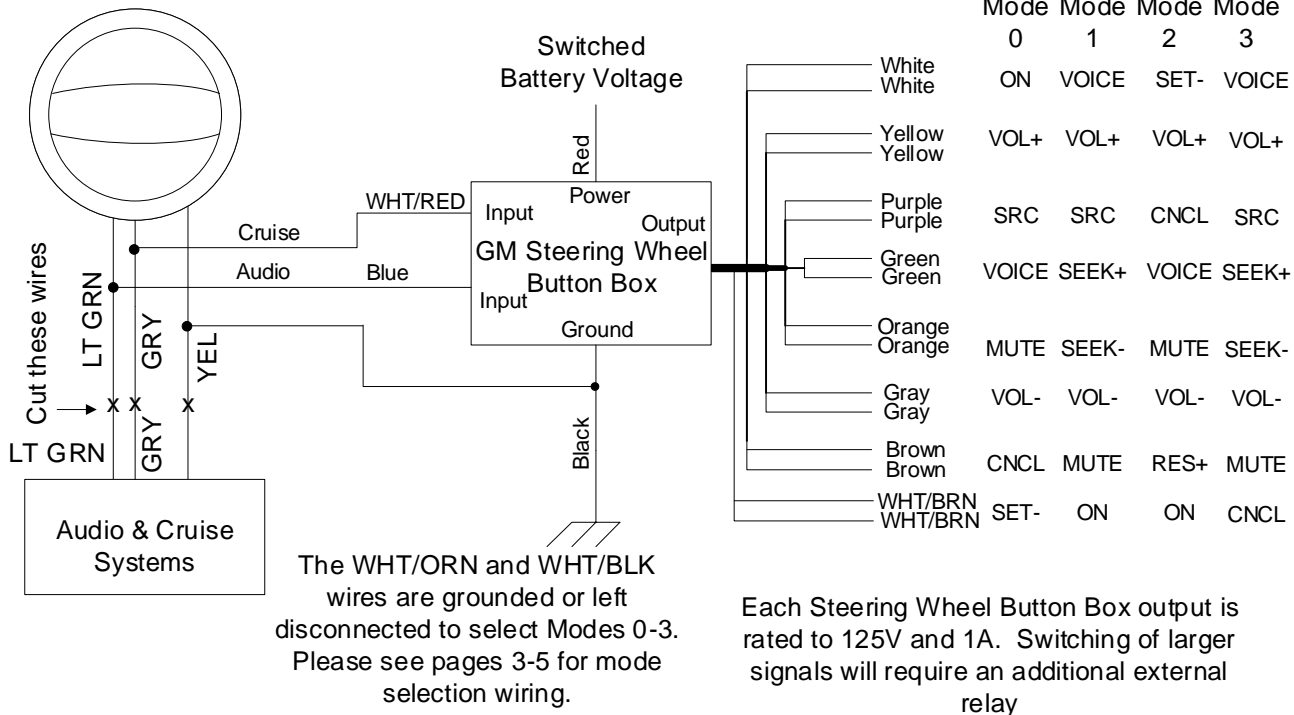 Mode Mode Mode Mode
0 1 2 3
Switched
Battery Voltage
Red
White
White
ON VOICE SET- VOICE
Yellow
Yellow
VOL+ VOL+ VOL+ VOL+
WHT/RED
Input
Power
Output
GM Steering Wheel
Button Box
Input
Ground
Cruise
Audio
Blue
Purple
Purple
SRC SRC CNCL SRC
Green
Green
VOICE SEEK+ VOICE SEEK+
Orange
Orange
MUTE SEEK- MUTE SEEK-
Gray
Gray
VOL- VOL- VOL- VOL-
Brown
Brown
CNCL MUTE RES+ MUTE
WHT/BRN
WHT/BRN
SET- ON ON CNCL
Cut these wires
LT GRN
GRY
YEL
x x x
LT GRN
GRY
Black
Audio & Cruise
Systems
The WHT/ORN and WHT/BLK
wires are grounded or left
disconnected to select Modes 0-3.
Please see pages 3-5 for mode
selection wiring.
Each Steering Wheel Button Box output is
rated to 125V and 1A. Switching of larger
signals will require an additional external
relay